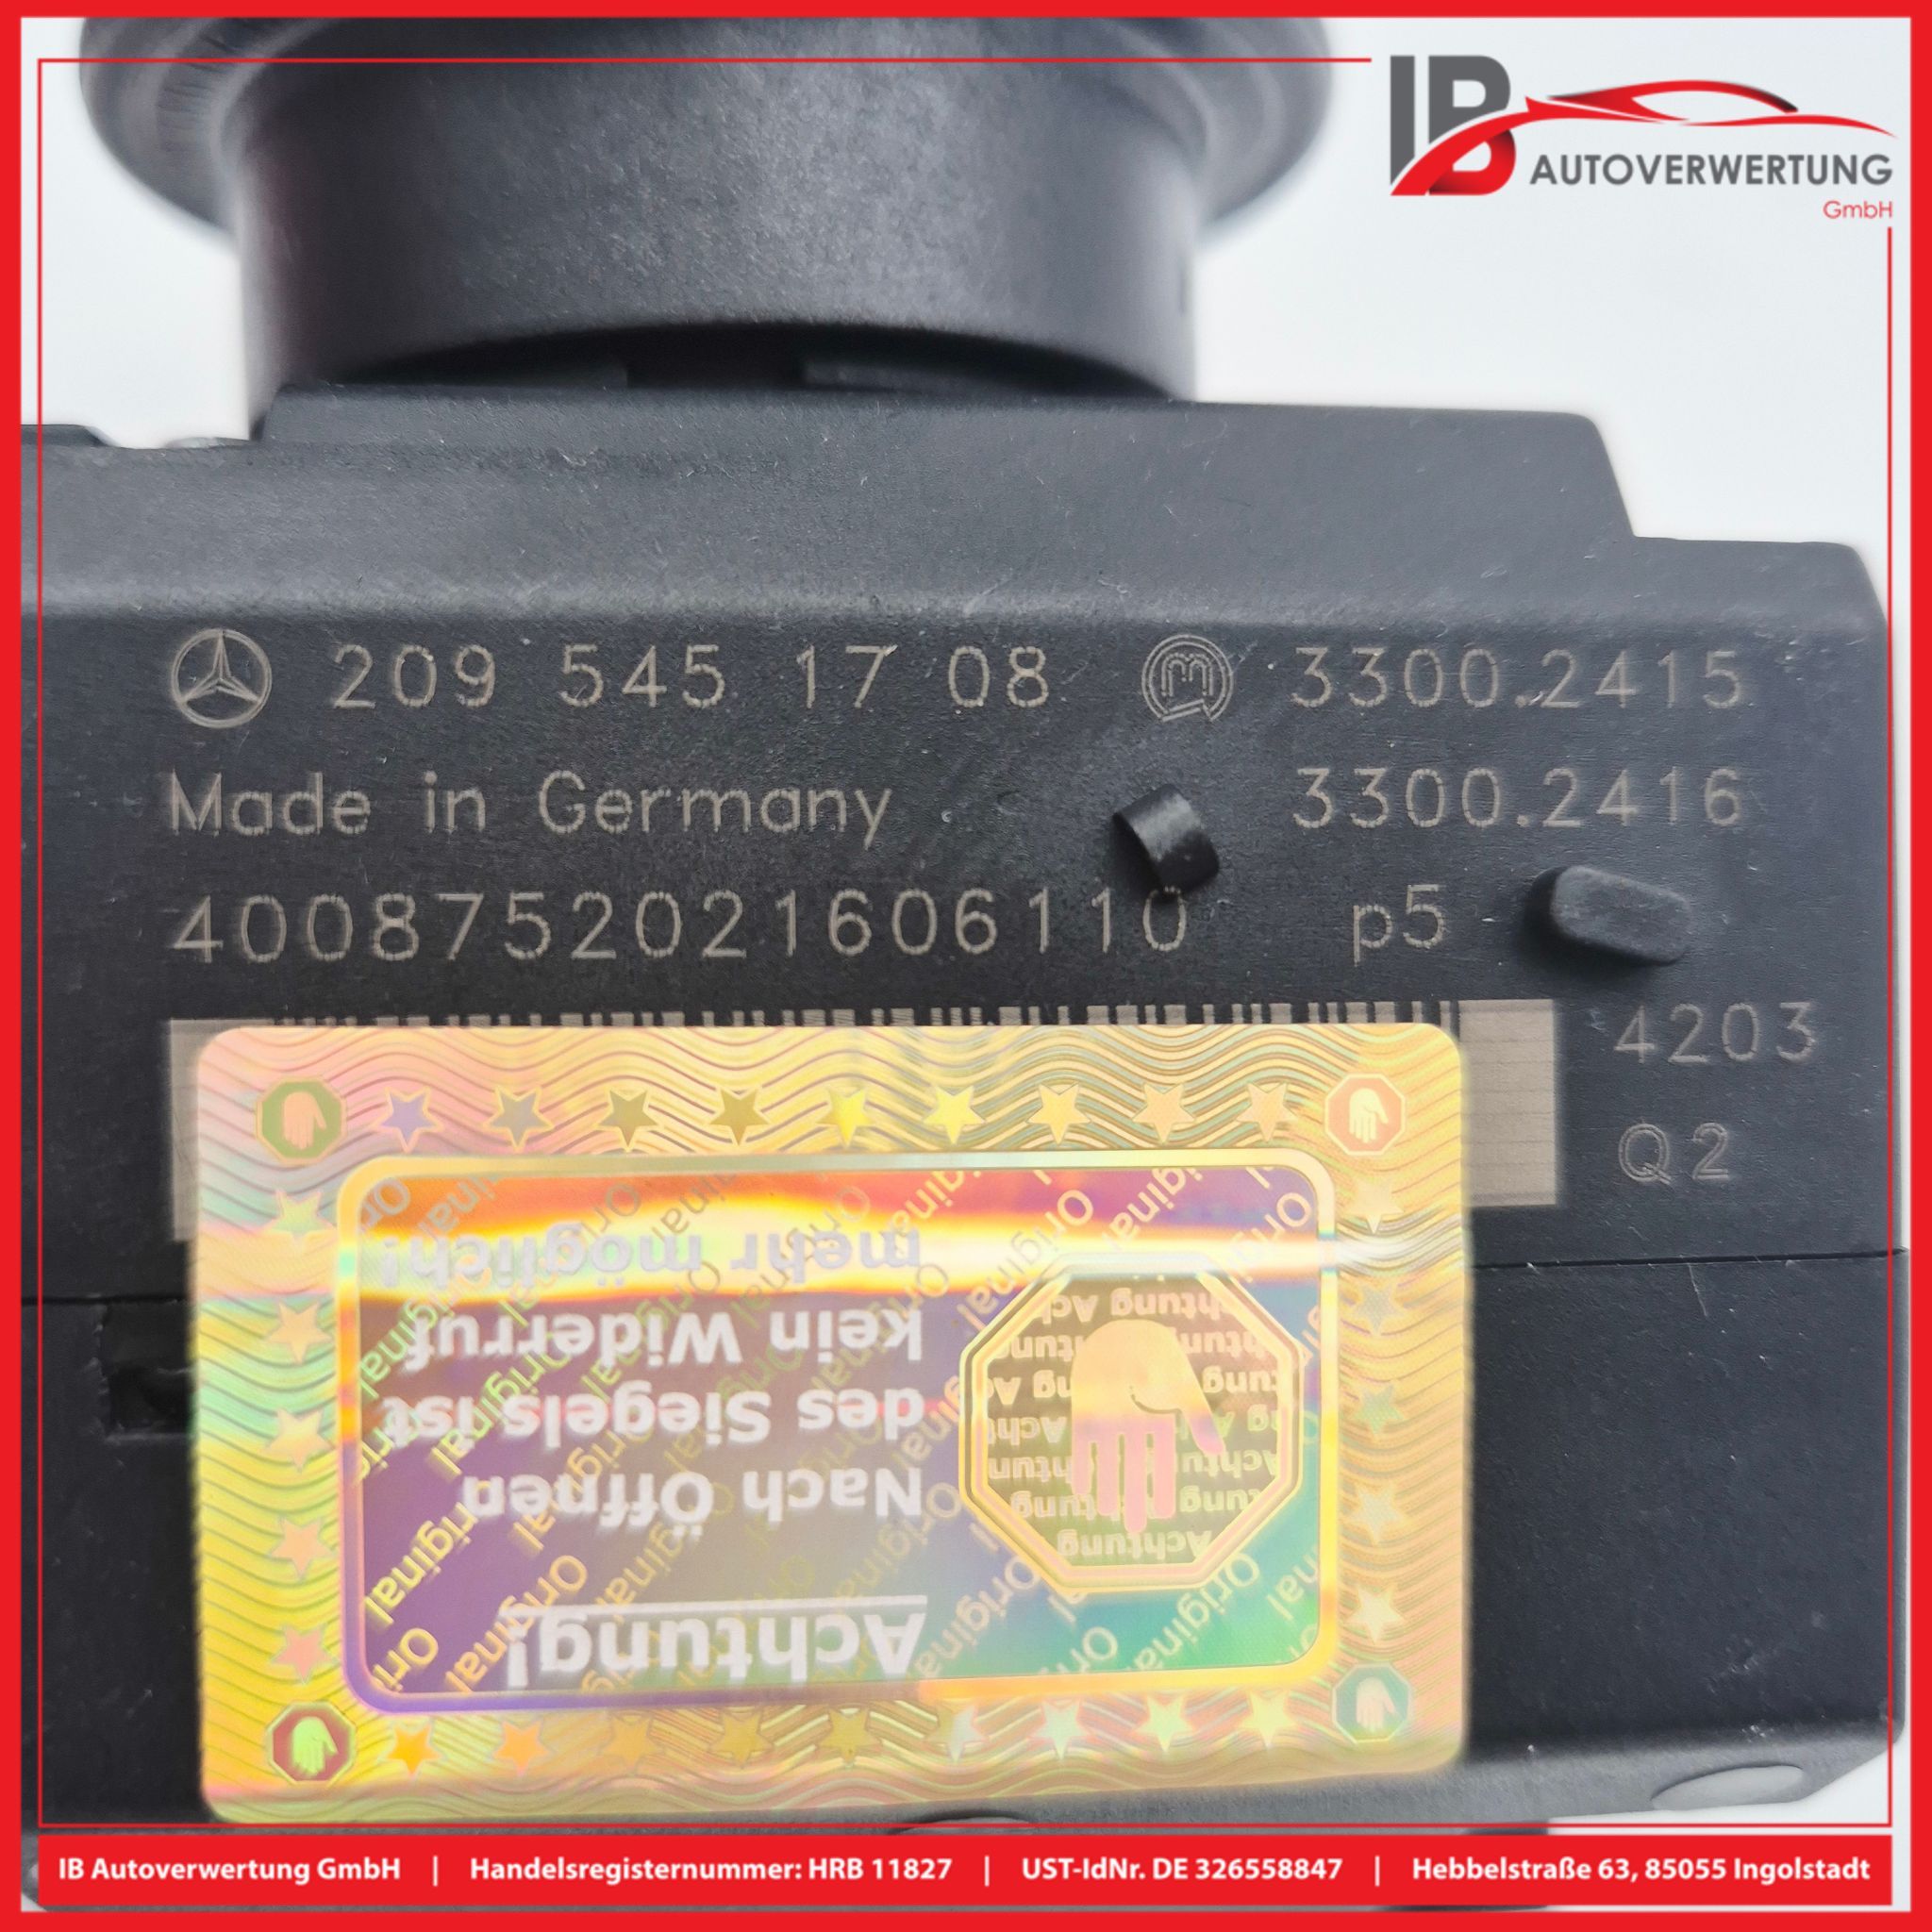 IB
AUTOVERWERTUNG
GmbH
209 545 17 08 m 3300.2415
Made in Germany 3300.2416
4008752021606110 p5
4203
Q2
Achtung!
Nach Öffnen
des Siegels ist
kein Widerruf
mehr möglich!
IB Autoverwertung GmbH | Handelsregisternummer: HRB 11827 | UST-IdNr. DE 326558847 | Hebbelstraße 63, 85055 Ingolstadt